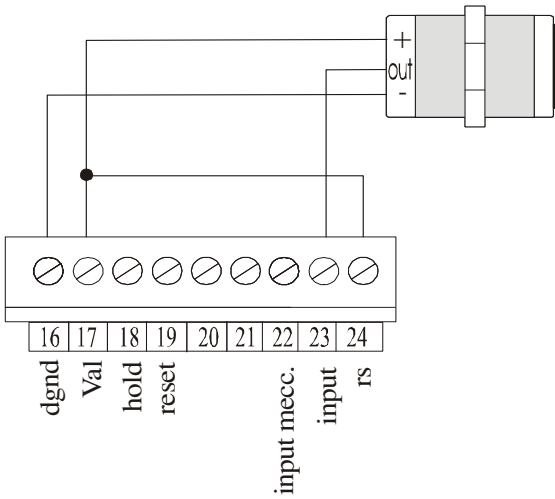 +
out
-
16 17 18 19 20 21 22 23 24
dgnd
Val
hold
reset
input mecc.
input
rs